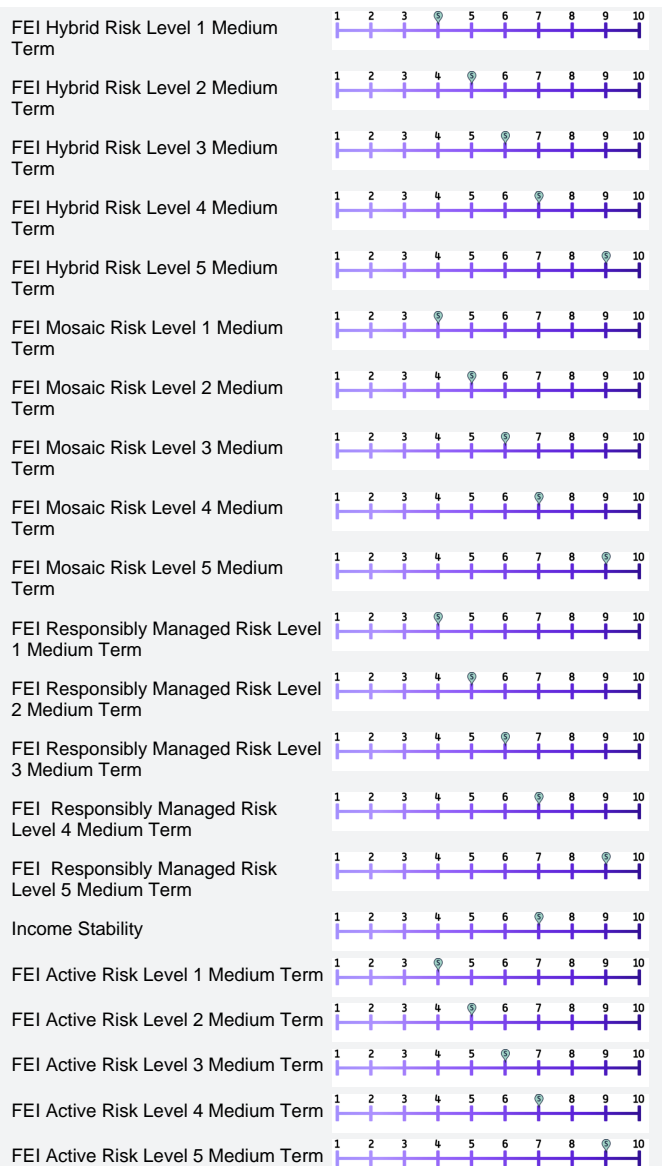 FEI Hybrid Risk Level 1 Medium 1 2 3 S 5 6 7 8 9 10
Term
FEI Hybrid Risk Level 2 Medium 1 2 3 4 S 6 7 8 9 10
Term
FEI Hybrid Risk Level 3 Medium 1 2 3 4 5 S 7 8 9 10
Term
FEI Hybrid Risk Level 4 Medium 1 2 3 4 5 6 S 8 9 10
Term
FEI Hybrid Risk Level 5 Medium 1 2 3 4 5 6 7 8 S 10
Term
FEI Mosaic Risk Level 1 Medium 1 2 3 S 5 6 7 8 9 10
Term
FEI Mosaic Risk Level 2 Medium 1 2 3 4 S 6 7 8 9 10
Term
FEI Mosaic Risk Level 3 Medium 1 2 3 4 5 S 7 8 9 10
Term
FEI Mosaic Risk Level 4 Medium 1 2 3 4 5 6 S 8 9 10
Term
FEI Mosaic Risk Level 5 Medium 1 2 3 4 5 6 7 8 S 10
Term
FEI Responsibly Managed Risk Level 1 2 3 S 5 6 7 8 9 10
1 Medium Term
FEI Responsibly Managed Risk Level 1 2 3 4 S 6 7 8 9 10
2 Medium Term
FEI Responsibly Managed Risk Level 1 2 3 4 5 S 7 8 9 10
3 Medium Term
FEI Responsibly Managed Risk 1 2 3 4 5 6 S 8 9 10
Level 4 Medium Term
FEI Responsibly Managed Risk 1 2 3 4 5 6 7 8 S 10
Level 5 Medium Term
Income Stability 1 2 3 4 5 6 S 8 9 10
FEI Active Risk Level 1 Medium Term 1 2 3 S 5 6 7 8 9 10
FEI Active Risk Level 2 Medium Term 1 2 3 4 S 6 7 8 9 10
FEI Active Risk Level 3 Medium Term 1 2 3 4 5 S 7 8 9 10
FEI Active Risk Level 4 Medium Term 1 2 3 4 5 6 S 8 9 10
FEI Active Risk Level 5 Medium Term 1 2 3 4 5 6 7 8 S 10